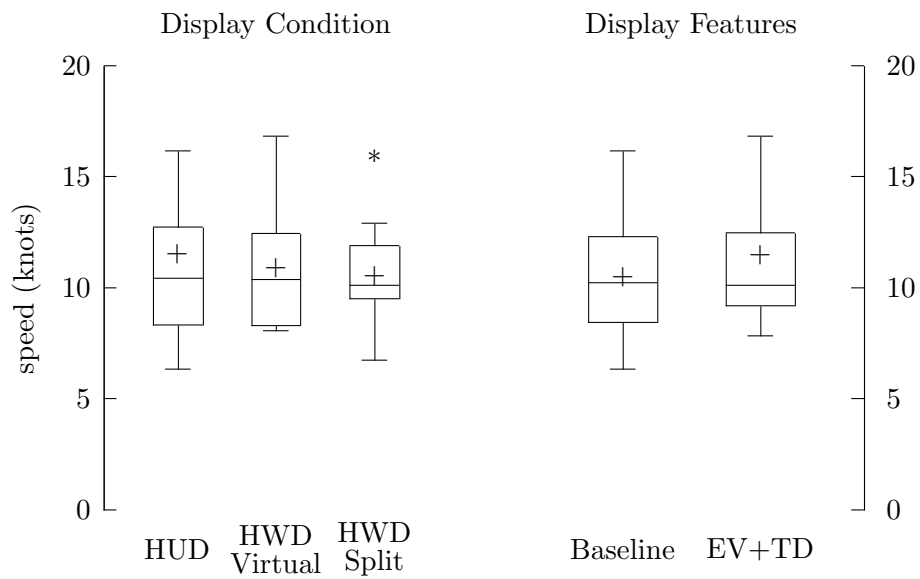 Display Condition
Display Features
20
15
10
5
0
speed (knots)
20
15
10
5
0
HUD
HWD
Virtual
HWD
Split
Baseline
EV+TD